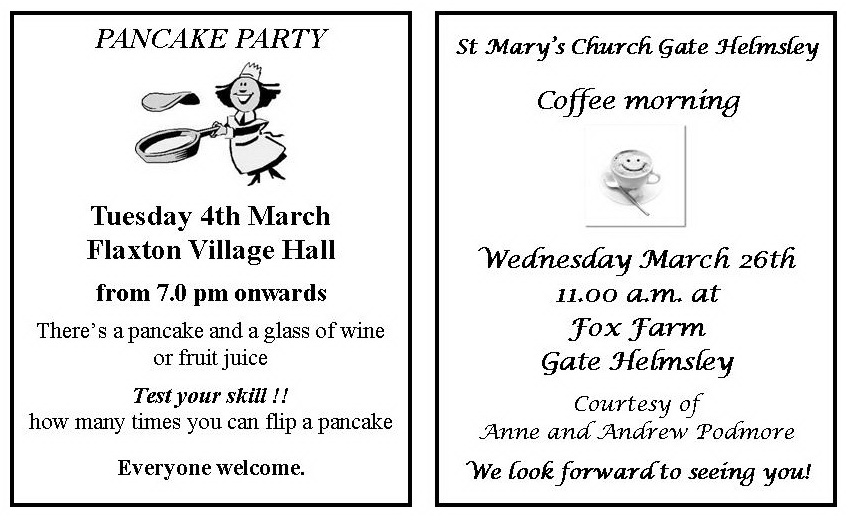 PANCAKE PARTY
Tuesday 4th March
Flaxton Village Hall
from 7.0 pm onwards
There's a pancake and a glass of wine
or fruit juice
Test your skill !!
how many times you can flip a pancake
Everyone welcome.
St Mary's Church Gate Helmsley
Coffee morning
Wednesday March 26th
11.00 a.m. at
Fox Farm
Gate Helmsley
Courtesy of
Anne and Andrew Podmore
We look forward to seeing you!